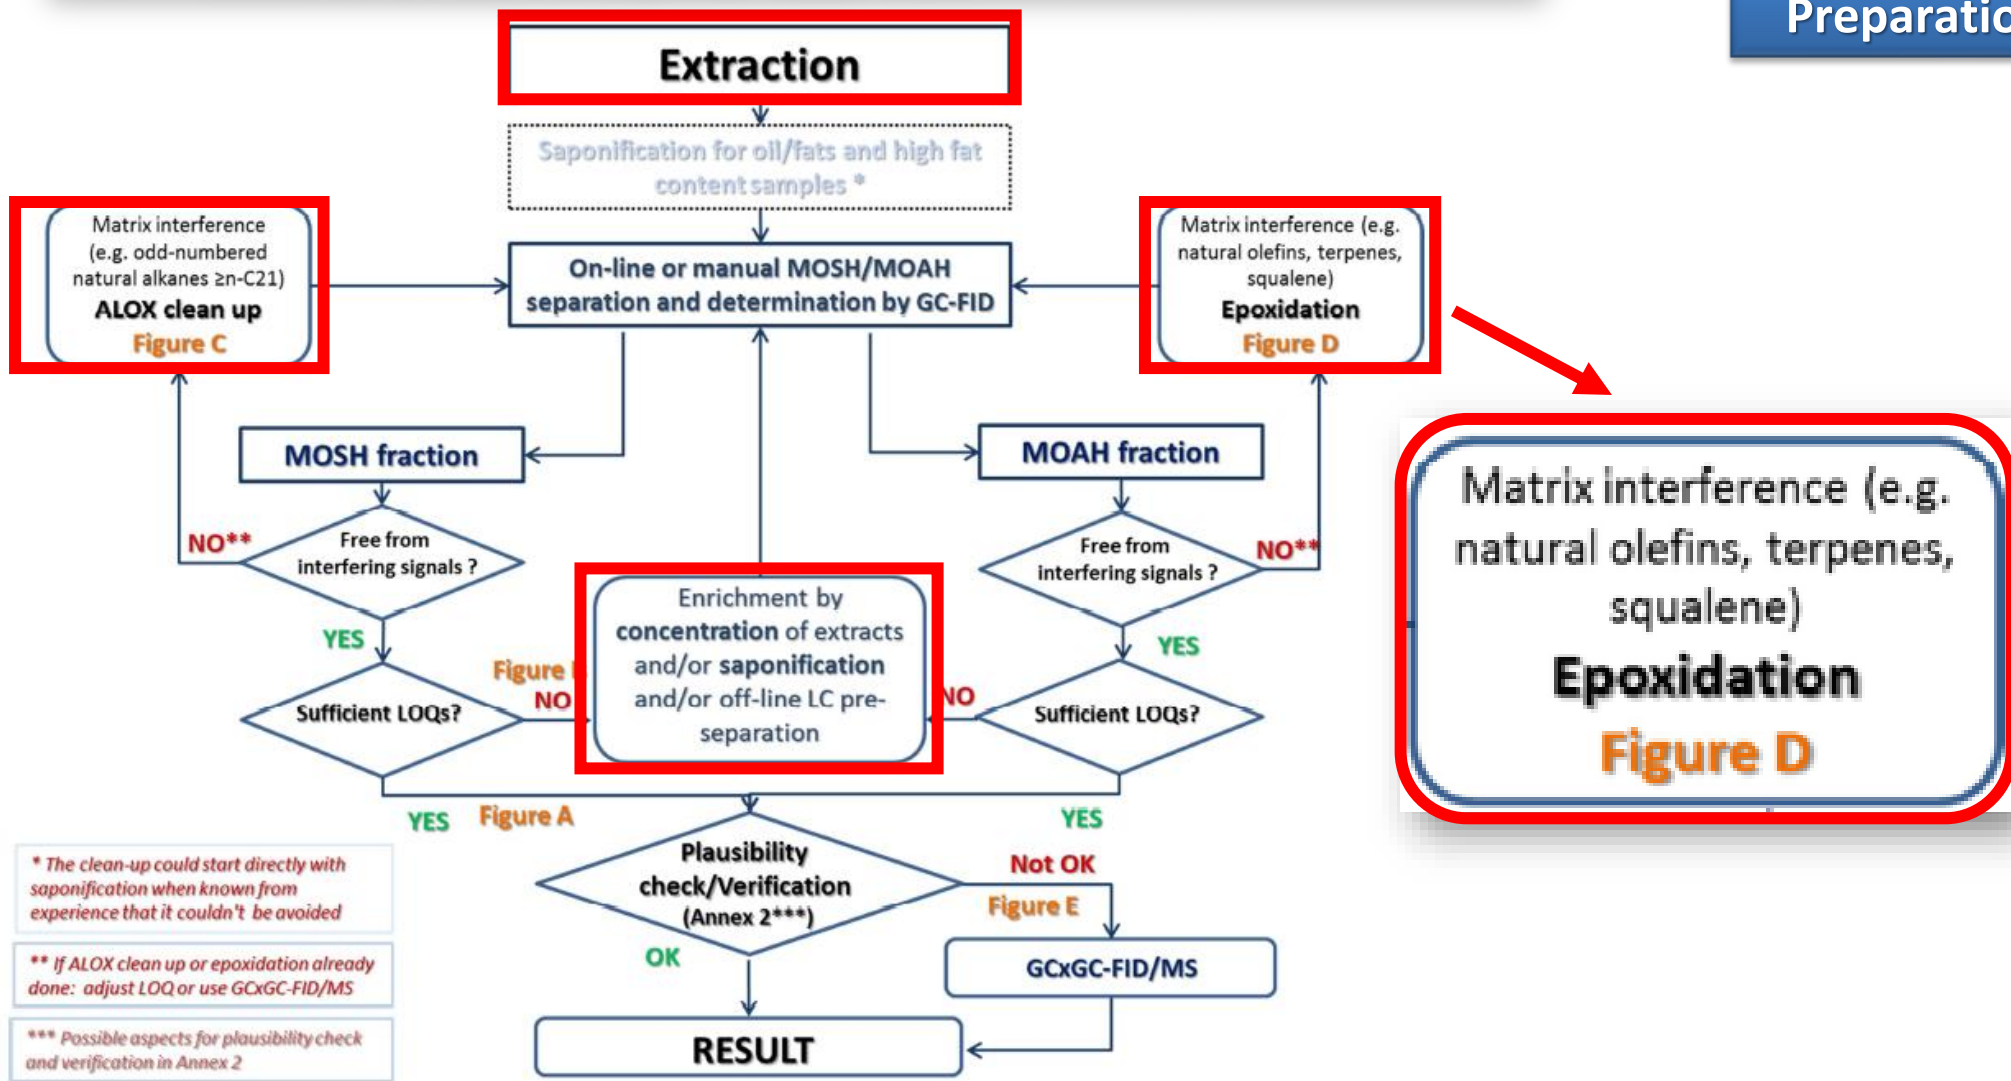 Preparatio
Extraction
Saponification for oil/fats and high fat
content samples *
Matrix interference
(e.g. odd-numbered
natural alkanes ≥n-C21)
ALOX clean up
Figure C
On-line or manual MOSH/MOAH
separation and determination by GC-FID
Matrix interference (e.g.
natural olefins, terpenes,
squalene)
Epoxidation
Figure D
MOSH fraction
MOAH fraction
Matrix interference (e.g.
natural olefins, terpenes,
squalene)
Epoxidation
Figure D
NO**
Free from
interfering signals ?
Free from
interfering signals ?
NO**
YES
Enrichment by
concentration of extracts
and/or saponification
and/or off-line LC pre-
separation
YES
Sufficient LOQs?
Figure
NO
NO
Sufficient LOQs?
YES
Figure A
YES
Plausibility
check/Verification
(Annex 2***)
Not OK
Figure E
OK
GCxGC-FID/MS
RESULT
* The clean-up could start directly with
saponification when known from
experience that it couldn't be avoided
** If ALOX clean up or epoxidation already
done: adjust LOQ or use GCxGC-FID/MS
*** Possible aspects for plausibility check
and verification in Annex 2